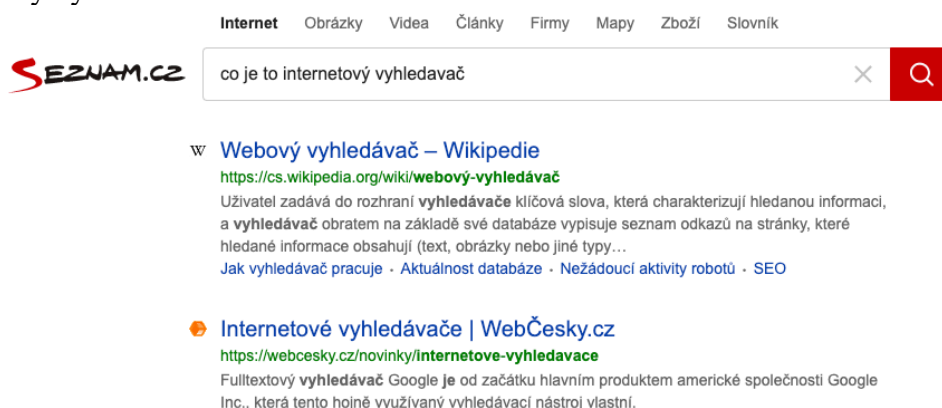 Internet Obrázky Videa Články Firmy Mapy Zboží Slovník
SEZNAM.CZ
co je to internetový vyhledavač
W Webový vyhledávač – Wikipedie
https://cs.wikipedia.org/wiki/webový-vyhledávač
Uživatel zadává do rozhraní vyhledávače klíčová slova, která charakterizují hledanou informaci,
a vyhledávač obratem na základě své databáze vypisuje seznam odkazů na stránky, které
hledané informace obsahují (text, obrázky nebo jiné typy…
Jak vyhledávač pracuje · Aktuálnost databáze · Nežádoucí aktivity robotů · SEO
Internetové vyhledávače | WebČesky.cz
https://webcesky.cz/novinky/internetove-vyhledavace
Fulltextový vyhledávač Google je od začátku hlavním produktem americké společnosti Google
Inc., která tento hojně využívaný vyhledávací nástroj vlastní.